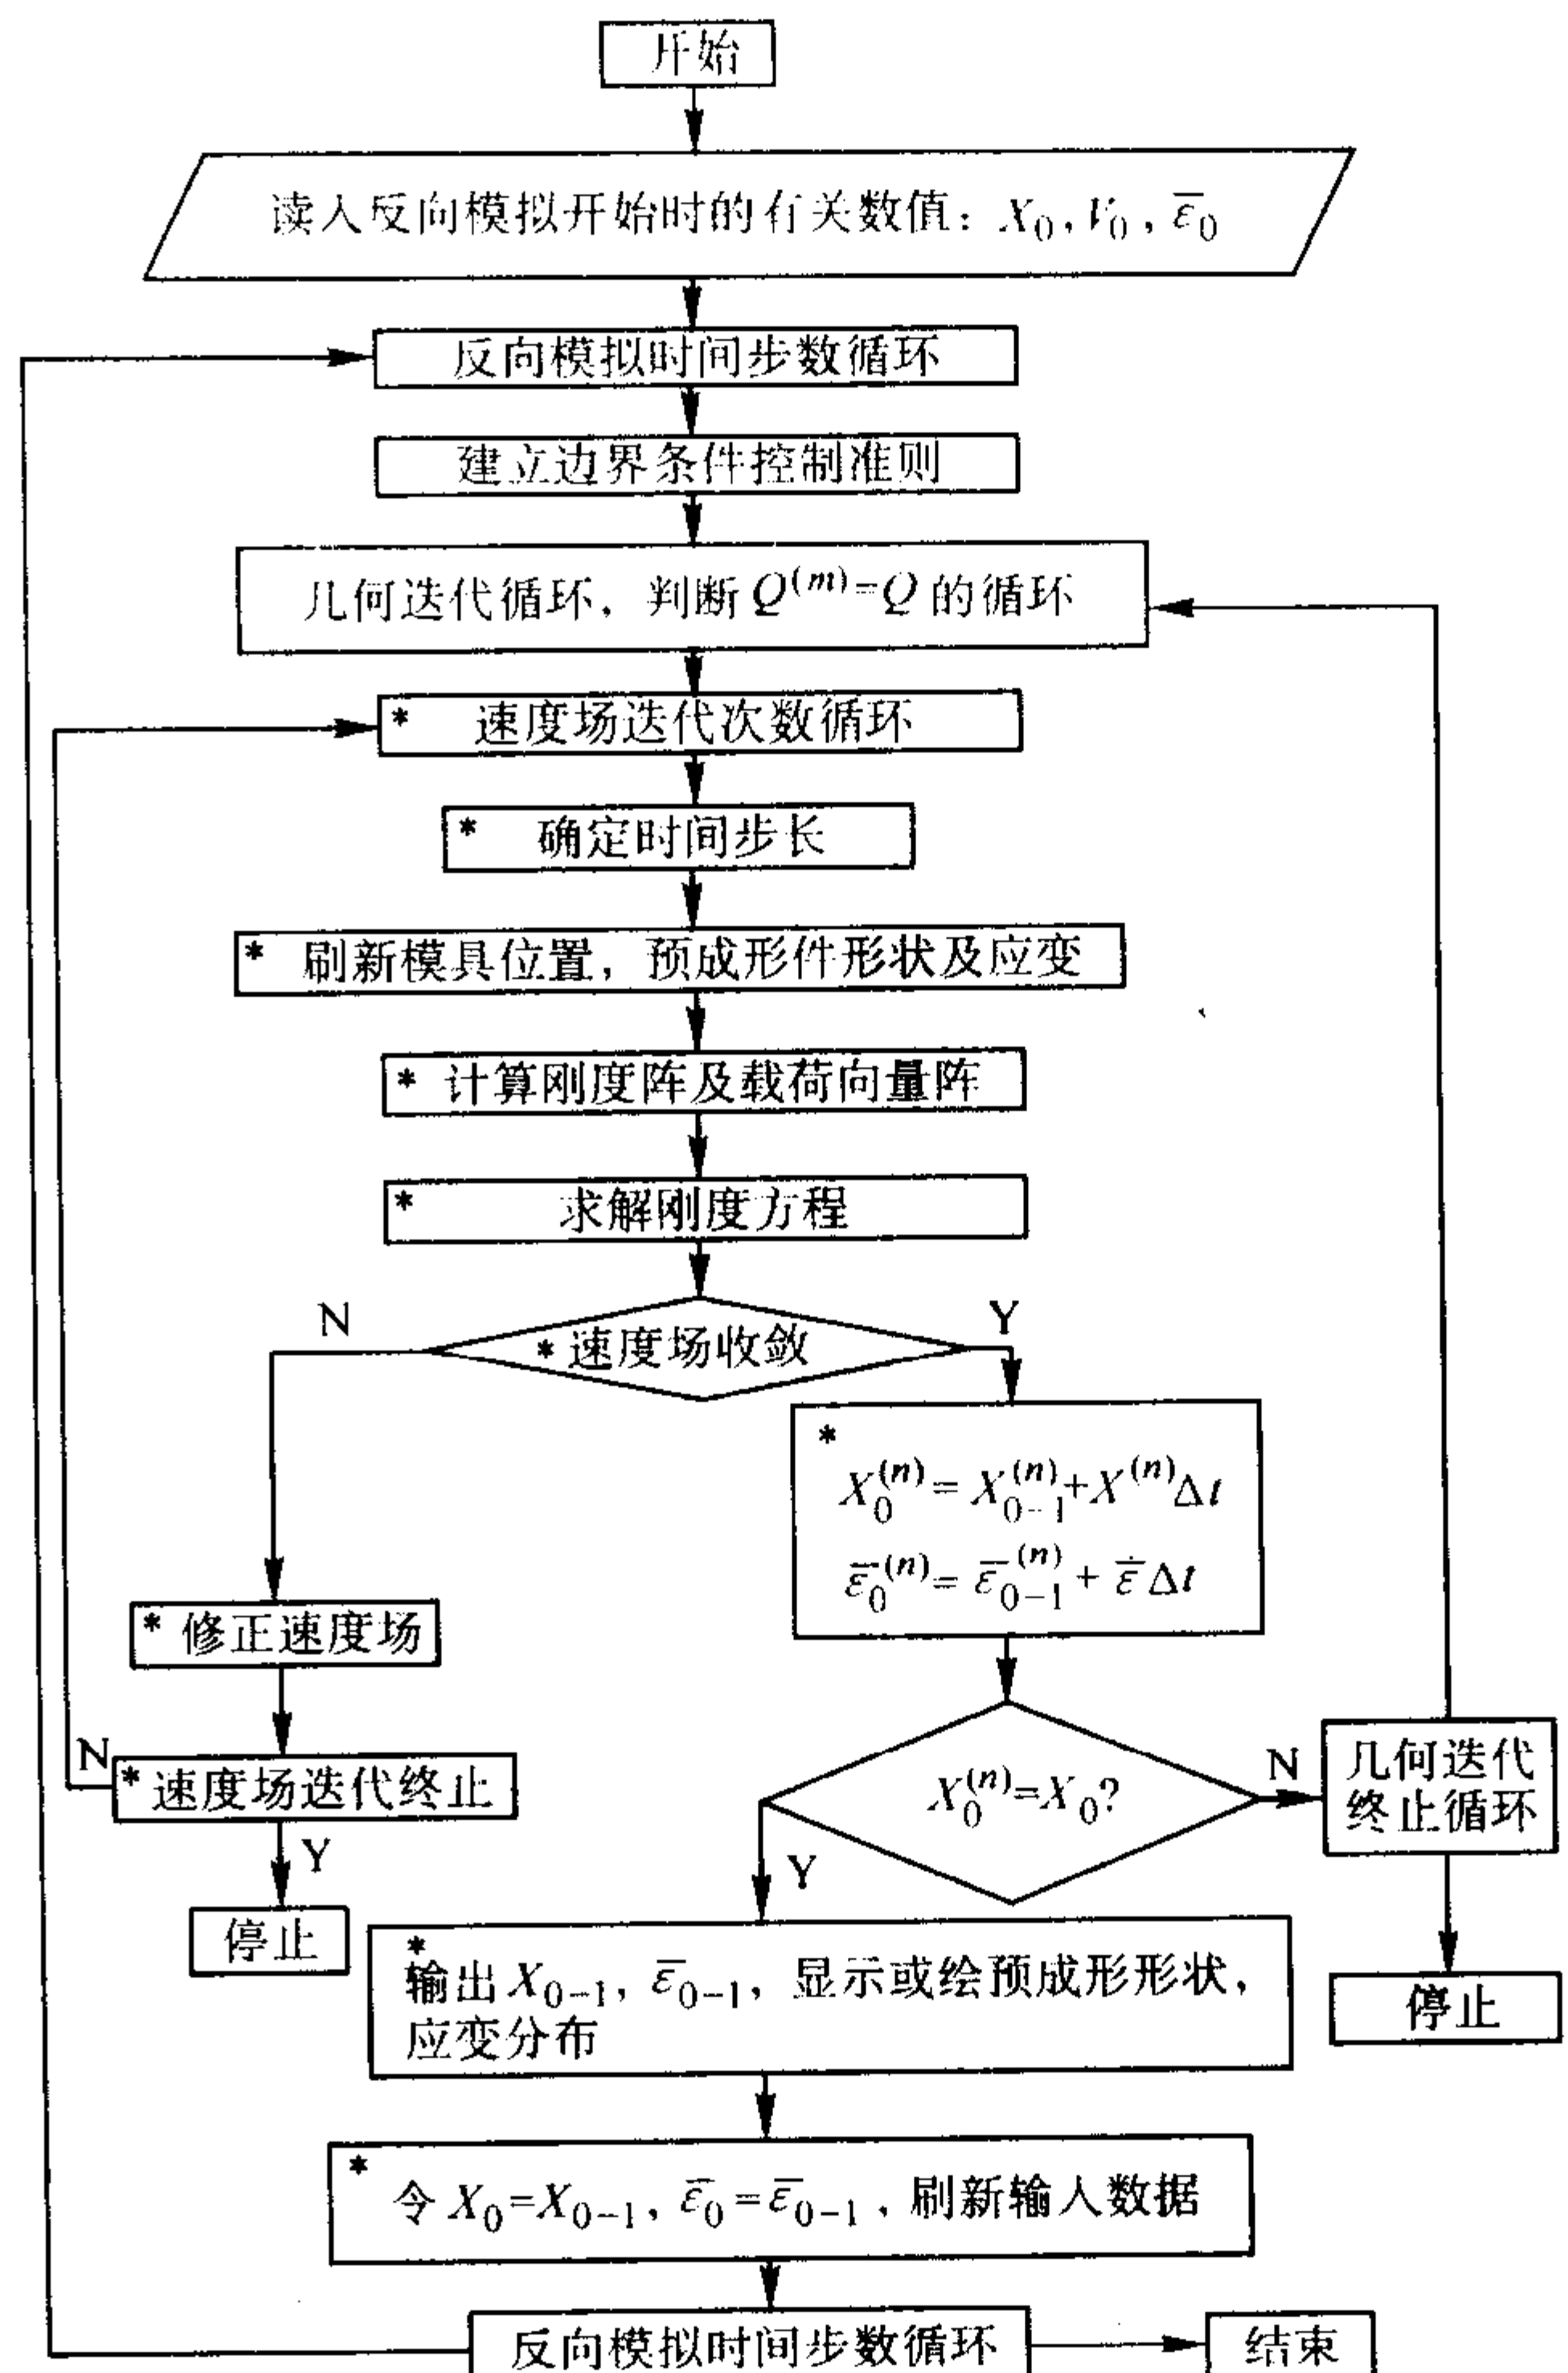 开始
读入反向模拟开始时的有关数值：X₀，V₀，ε̅₀
反向模拟时间步数循环
建立边界条件控制准则
几何迭代循环，判断 Q⁽ᵐ⁾=Q 的循环
* 速度场迭代次数循环
* 确定时间步长
* 刷新模具位置，预成形件形状及应变
* 计算刚度阵及载荷向量阵
* 求解刚度方程
N
Y
* 速度场收敛
*
X₀⁽ⁿ⁾=X₀₋₁⁽ⁿ⁾+X⁽ⁿ⁾Δt
ε̅₀⁽ⁿ⁾=ε̅₀₋₁⁽ⁿ⁾+ε̅̇Δt
* 修正速度场
N
* 速度场迭代终止
Y
停止
X₀⁽ⁿ⁾=X₀?
N
几何迭代
终止循环
停止
Y
*
输出 X₀₋₁，ε̅₀₋₁，显示或绘预成形形状，
应变分布
*
令 X₀=X₀₋₁，ε̅₀=ε̅₀₋₁，刷新输人数据
反向模拟时间步数循环
结束